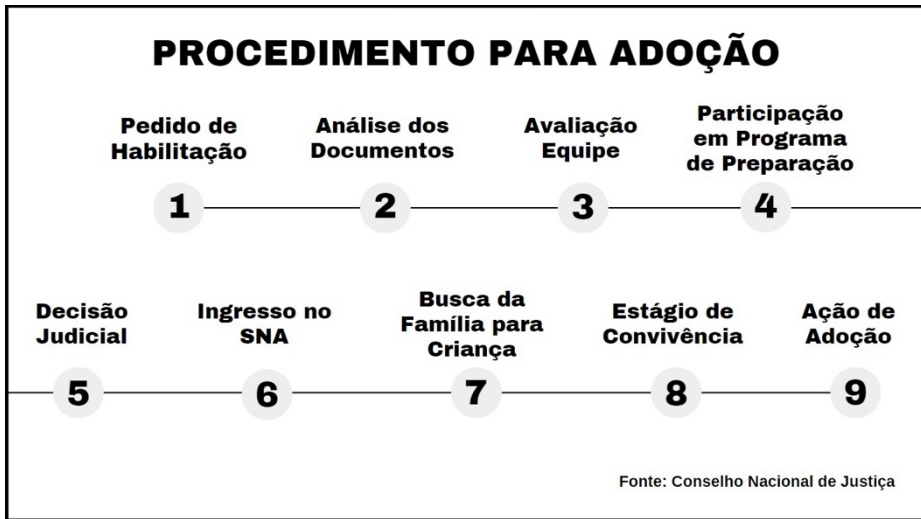 PROCEDIMENTO PARA ADOÇÃO
Pedido de
Habilitação
1
Análise dos
Documentos
2
Avaliação
Equipe
3
Participação
em Programa
de Preparação
4
Decisão
Judicial
5
Ingresso no
SNA
6
Busca da
Família para
Criança
7
Estágio de
Convivência
8
Ação de
Adoção
9
Fonte: Conselho Nacional de Justiça